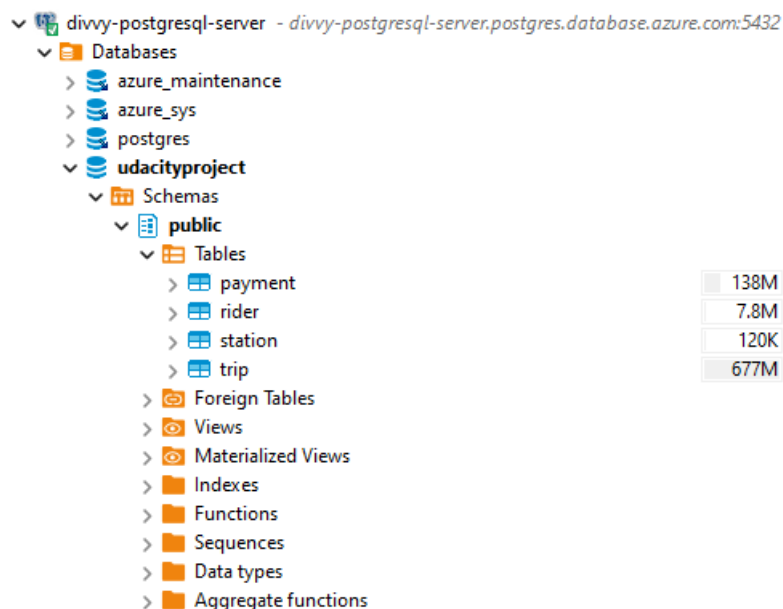 divvy-postgresql-server - divvy-postgresql-server.postgres.database.azure.com:5432
Databases
azure_maintenance
azure_sys
postgres
udacityproject
Schemas
public
Tables
payment 138M
rider 7.8M
station 120K
trip 677M
Foreign Tables
Views
Materialized Views
Indexes
Functions
Sequences
Data types
Aggregate functions